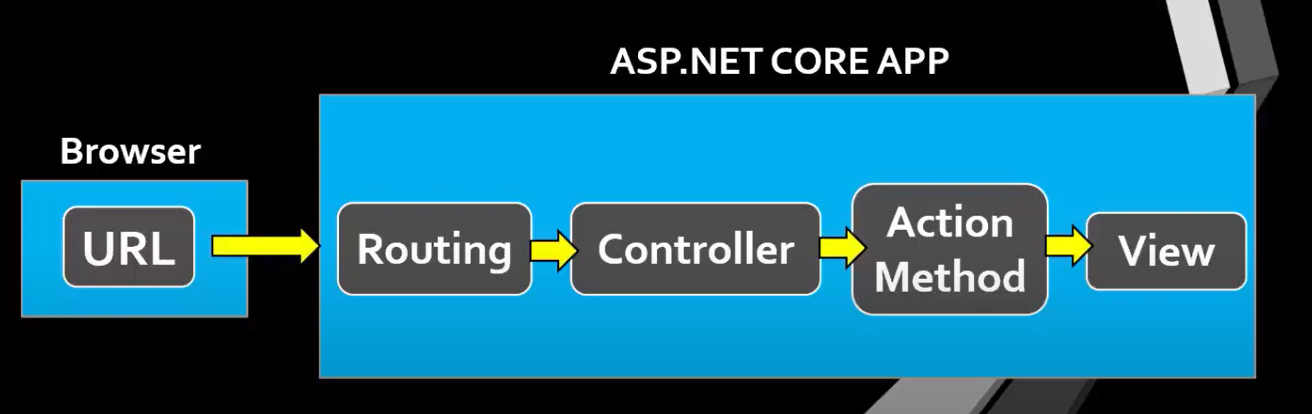 ASP.NET CORE APP
Browser
URL
Routing
Controller
Action
Method
View